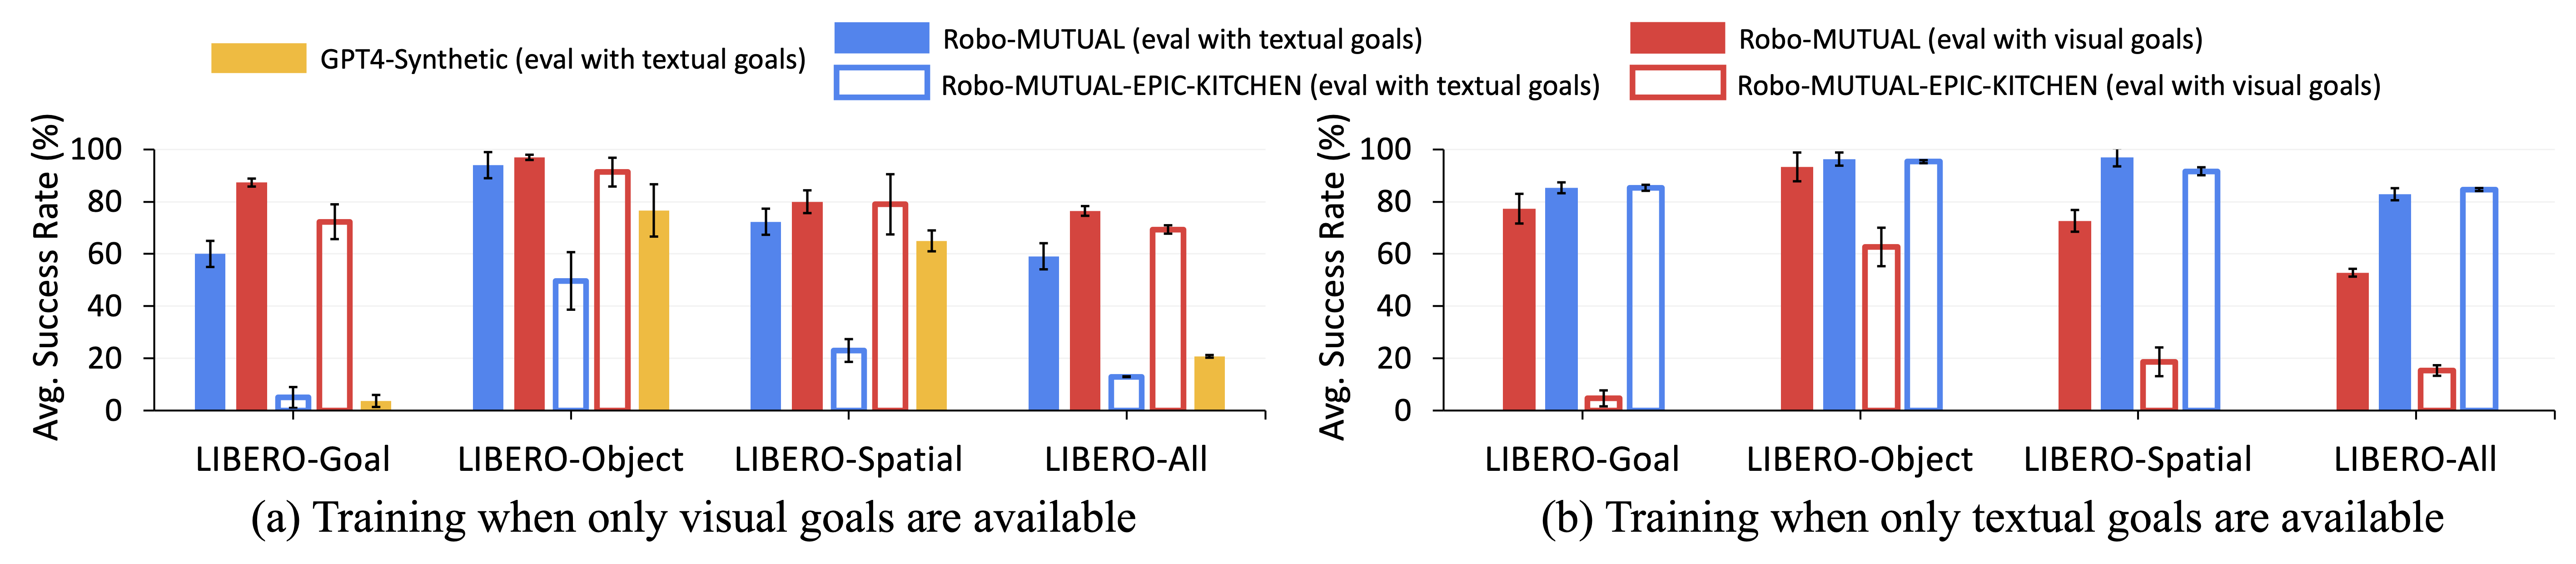 GPT4-Synthetic (eval with textual goals)
Robo-MUTUAL (eval with textual goals)
Robo-MUTUAL-EPIC-KITCHEN (eval with textual goals)
Robo-MUTUAL (eval with visual goals)
Robo-MUTUAL-EPIC-KITCHEN (eval with visual goals)
Avg. Success Rate (%)
100
80
60
40
20
0
LIBERO-Goal
LIBERO-Object
LIBERO-Spatial
LIBERO-All
(a) Training when only visual goals are available
Avg. Success Rate (%)
100
80
60
40
20
0
LIBERO-Goal
LIBERO-Object
LIBERO-Spatial
LIBERO-All
(b) Training when only textual goals are available